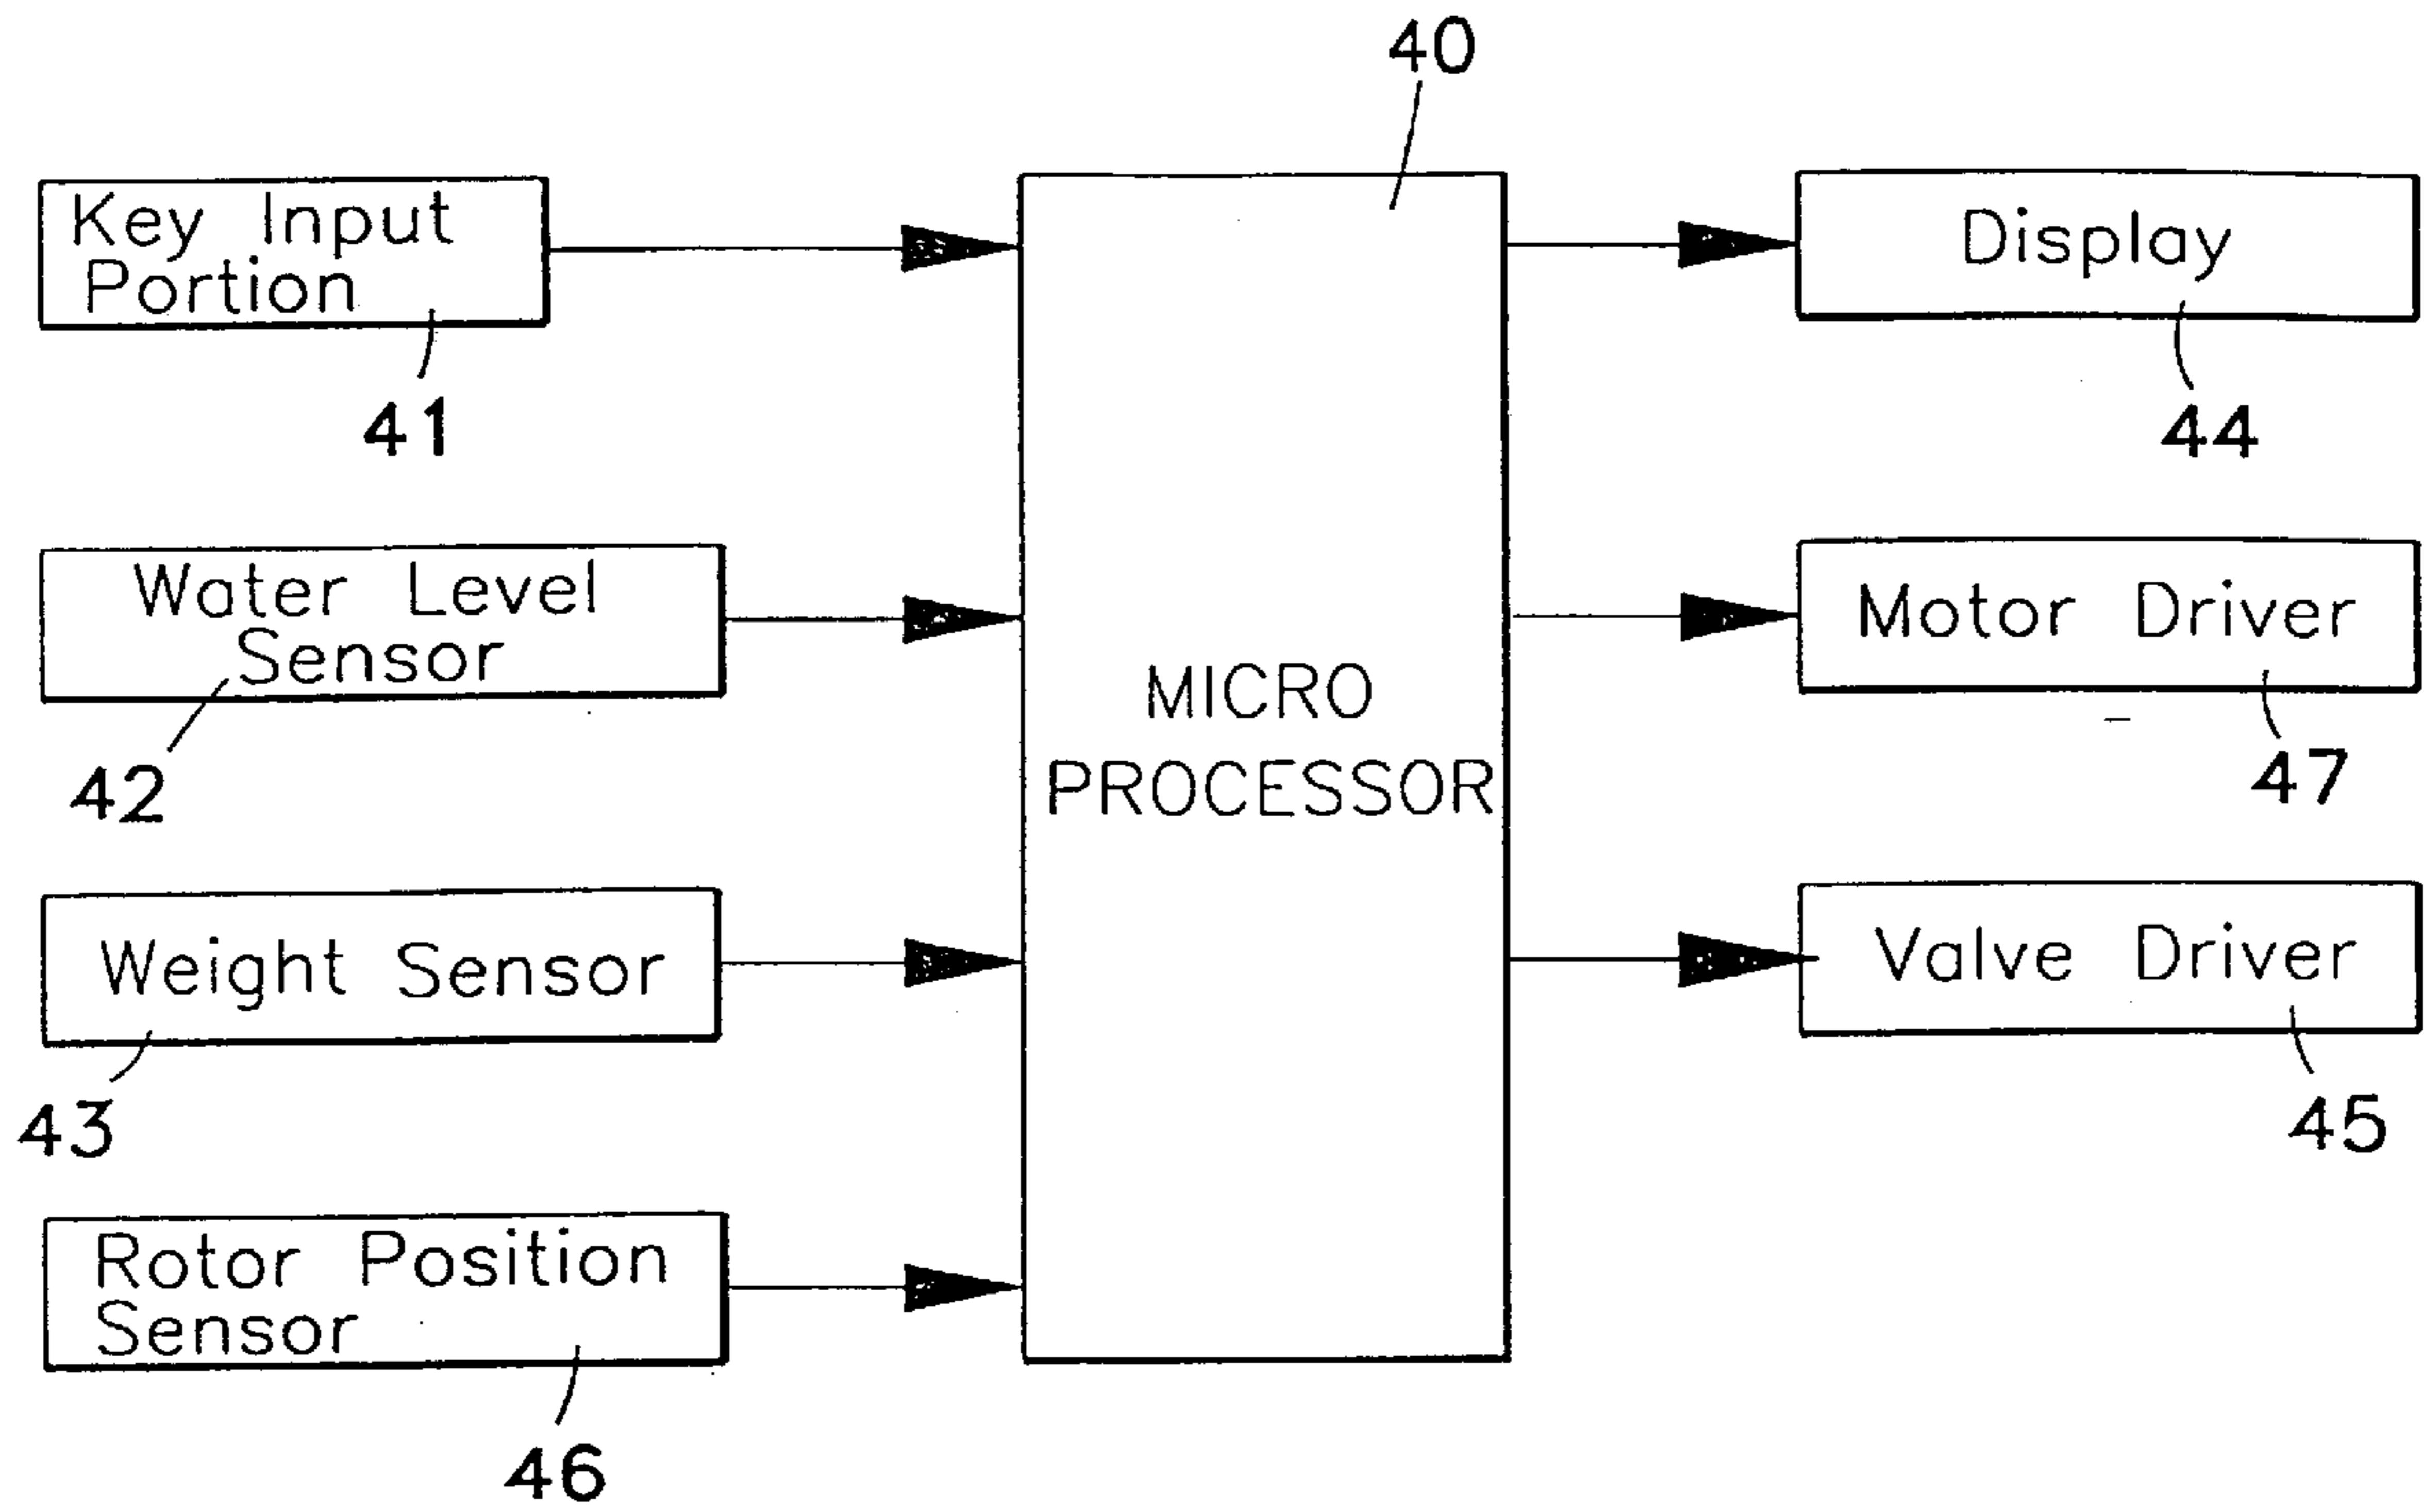 40
Key Input
Portion
41
Water Level
Sensor
42
Weight Sensor
43
Rotor Position
Sensor
46
MICRO
PROCESSOR
Display
44
Motor Driver
47
Valve Driver
45